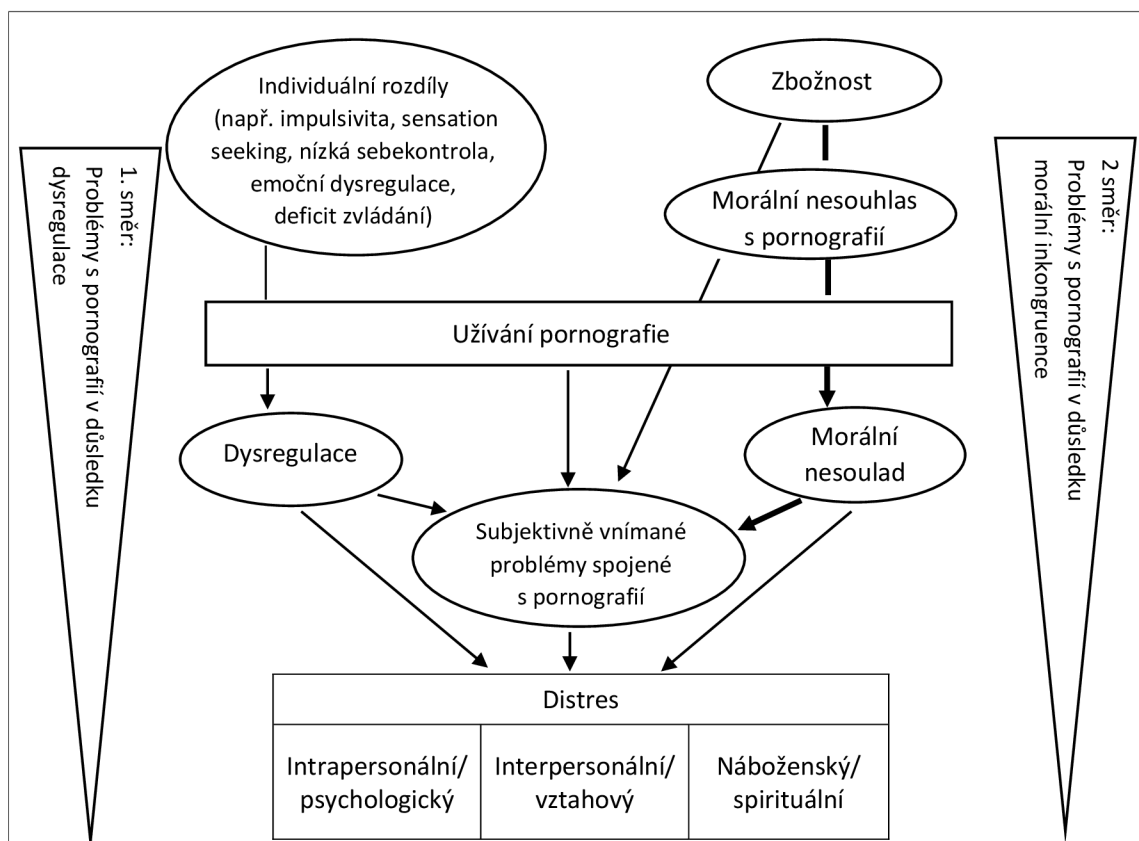 Individuální rozdíly
(např. impulsivita, sensation
seeking, nízká sebekontrola,
emoční dysregulace,
deficit zvládání)
Zbožnost
Morální nesouhlas
s pornografií
1. směr:
Problémy s pornografií v důsledku
dysregulace
2 směr:
Problémy s pornografií v důsledku
morální inkongruence
Užívání pornografie
Dysregulace
Morální
nesoulad
Subjektivně vnímané
problémy spojené
s pornografií
Distres
Intrapersonální/
psychologický
Interpersonální/
vztahový
Náboženský/
spirituální